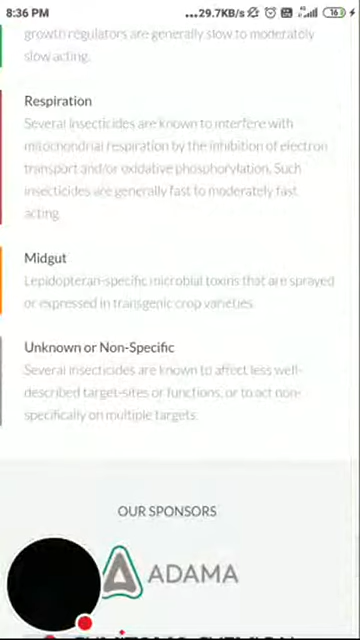 8:36 PM ...29.7KB/s 16
growth regulators are generally slow to moderately
slow acting.
Respiration
Several insecticides are known to interfere with
mitochondrial respiration by the inhibition of electron
transport and/or oxidative phosphorylation. Such
insecticides are generally fast to moderately fast
acting.
Midgut
Lepidopteran-specific microbial toxins that are sprayed
or expressed in transgenic crop varieties.
Unknown or Non-Specific
Several insecticides are known to affect less well-
described target-sites or functions, or to act non-
specifically on multiple targets.
OUR SPONSORS
ADAMA